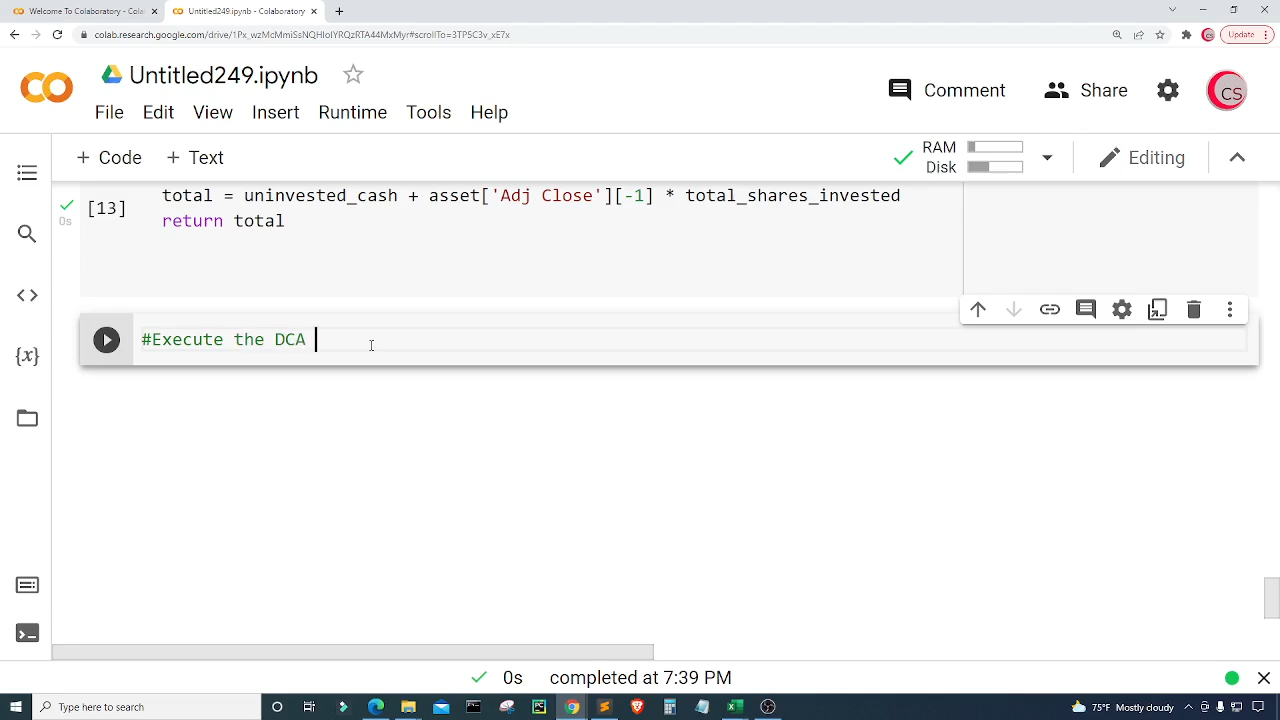 Welcome To Colaboratory - Colal
Untitled249.ipynb - Colaboratory
colab.research.google.com/drive/1Px_wzMcMmiSsNQHIoIYRQzRTA44MxMyr#scrollTo=3TP5C3v_xE7x
Update
Untitled249.ipynb
Comment
Share
CS
File Edit View Insert Runtime Tools Help
+ Code + Text
RAM
Disk
Editing
[13]
0s
total = uninvested_cash + asset['Adj Close'][-1] * total_shares_invested
return total
#Execute the DCA
{x}
0s completed at 7:39 PM
Type here to search
73°F Mostly cloudy